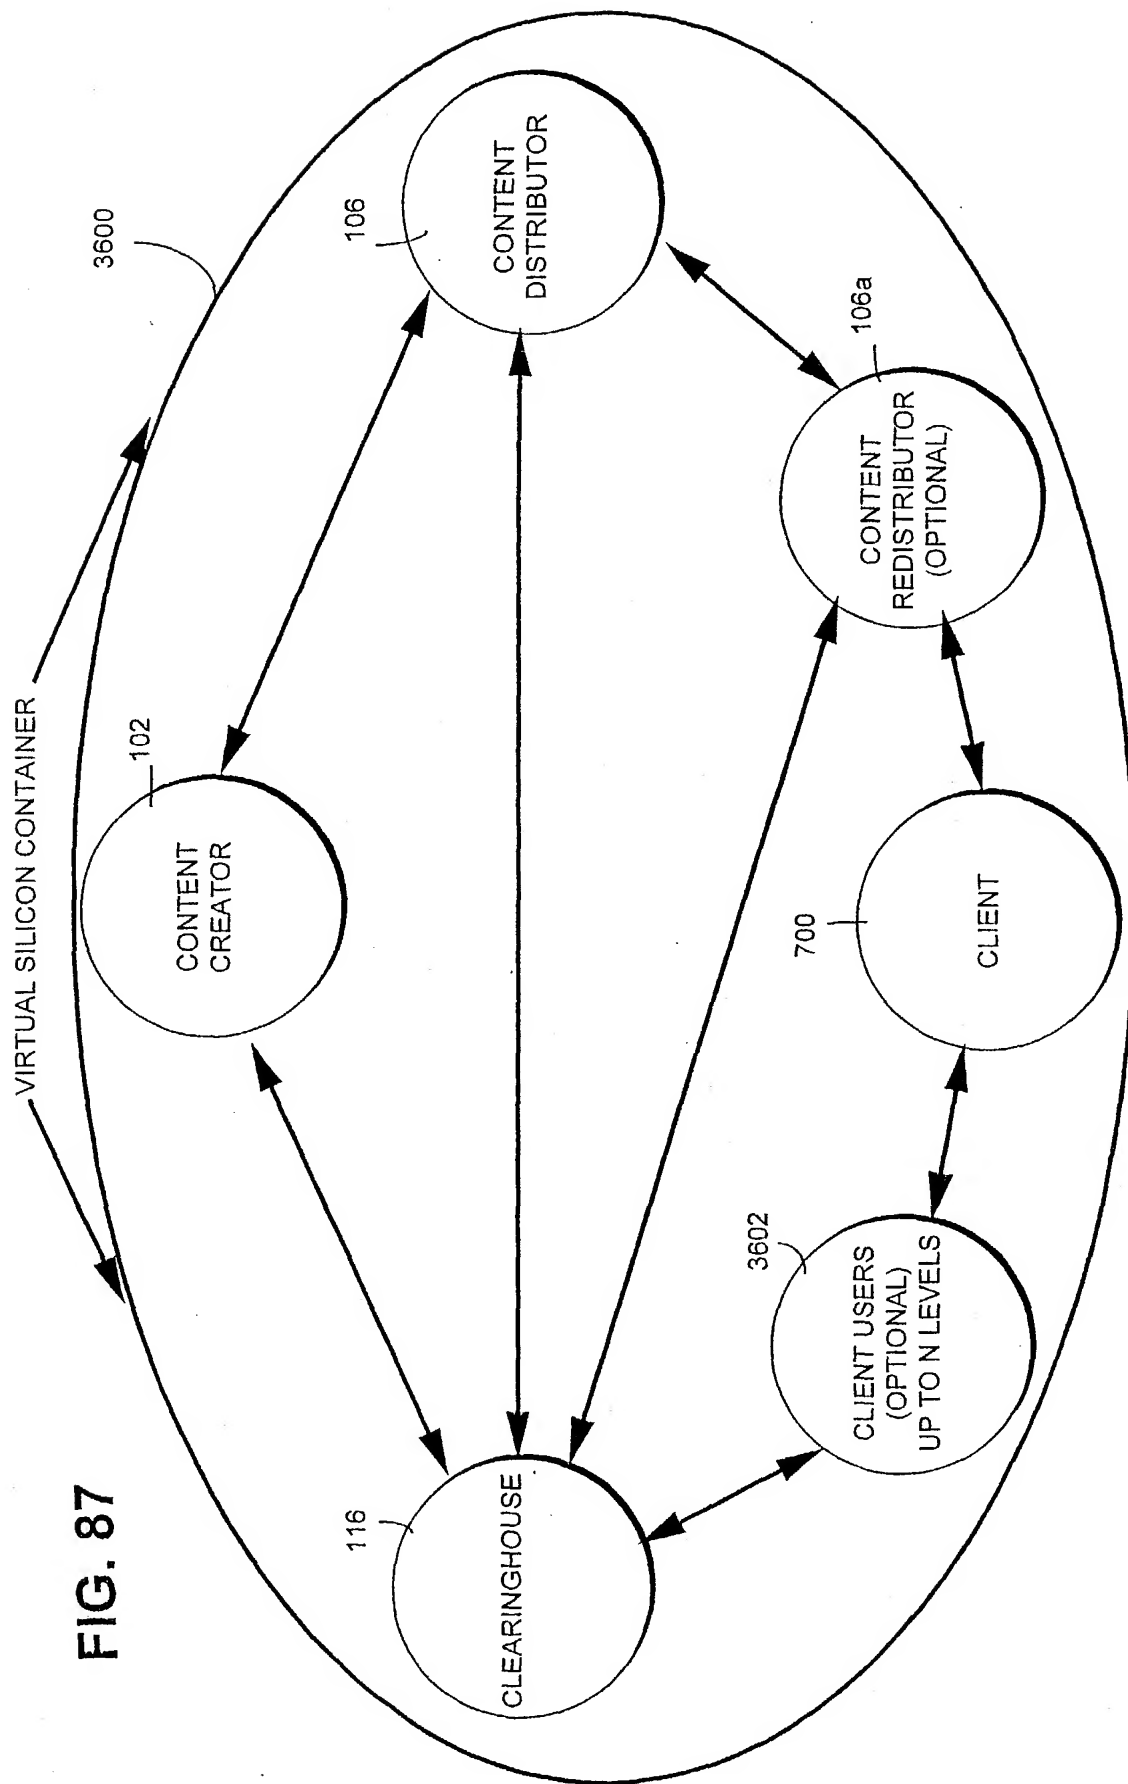 FIG. 87
VIRTUAL SILICON CONTAINER
3600
102
CONTENT
CREATOR
106
CONTENT
DISTRIBUTOR
116
CLEARINGHOUSE
106a
CONTENT
REDISTRIBUTOR
(OPTIONAL)
3602
CLIENT USERS
(OPTIONAL)
UP TO N LEVELS
700
CLIENT